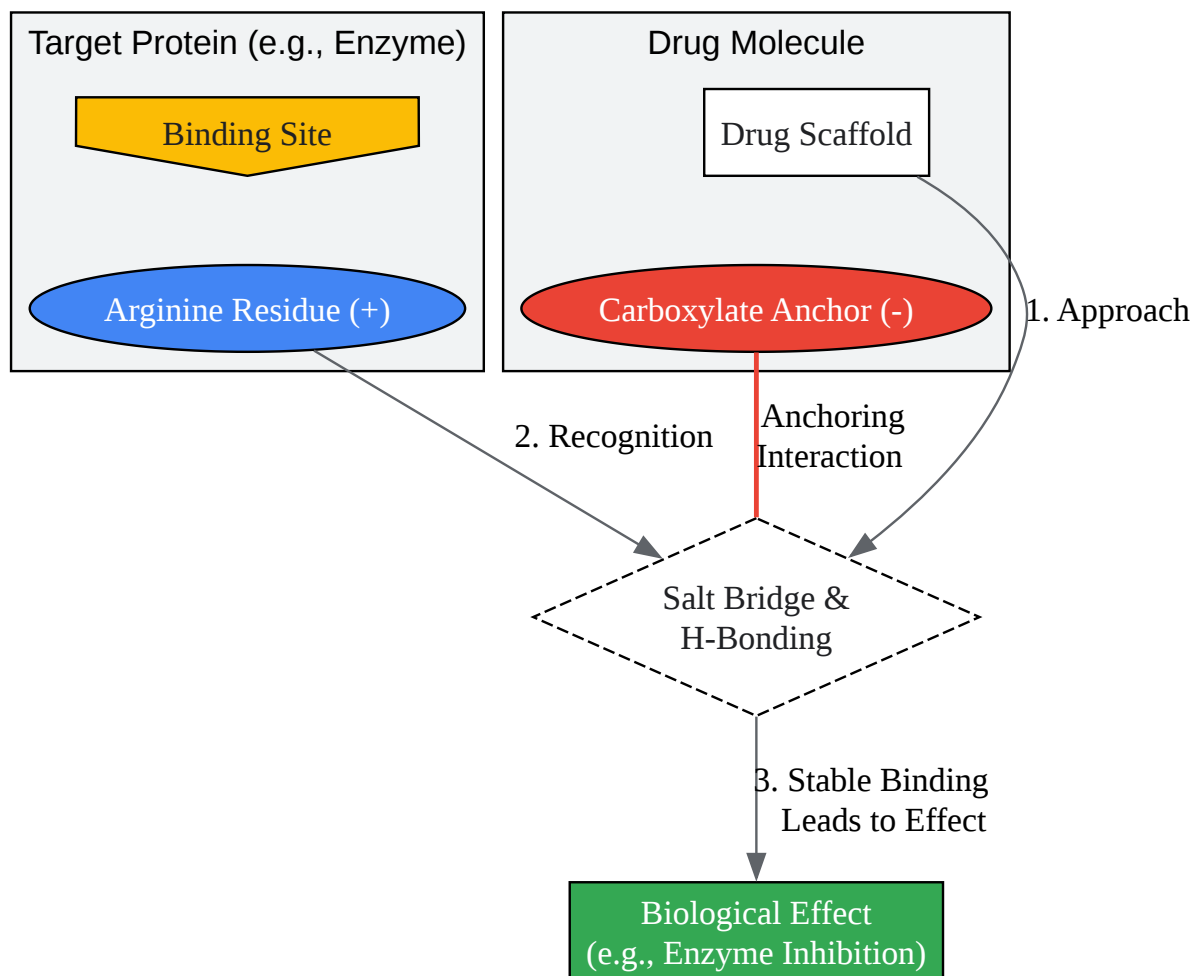 Target Protein (e.g., Enzyme)
Drug Molecule
Binding Site
Drug Scaffold
Arginine Residue (+)
Carboxylate Anchor (-)
1. Approach
2. Recognition
Anchoring
Interaction
Salt Bridge &
H-Bonding
3. Stable Binding
Leads to Effect
Biological Effect
(e.g., Enzyme Inhibition)